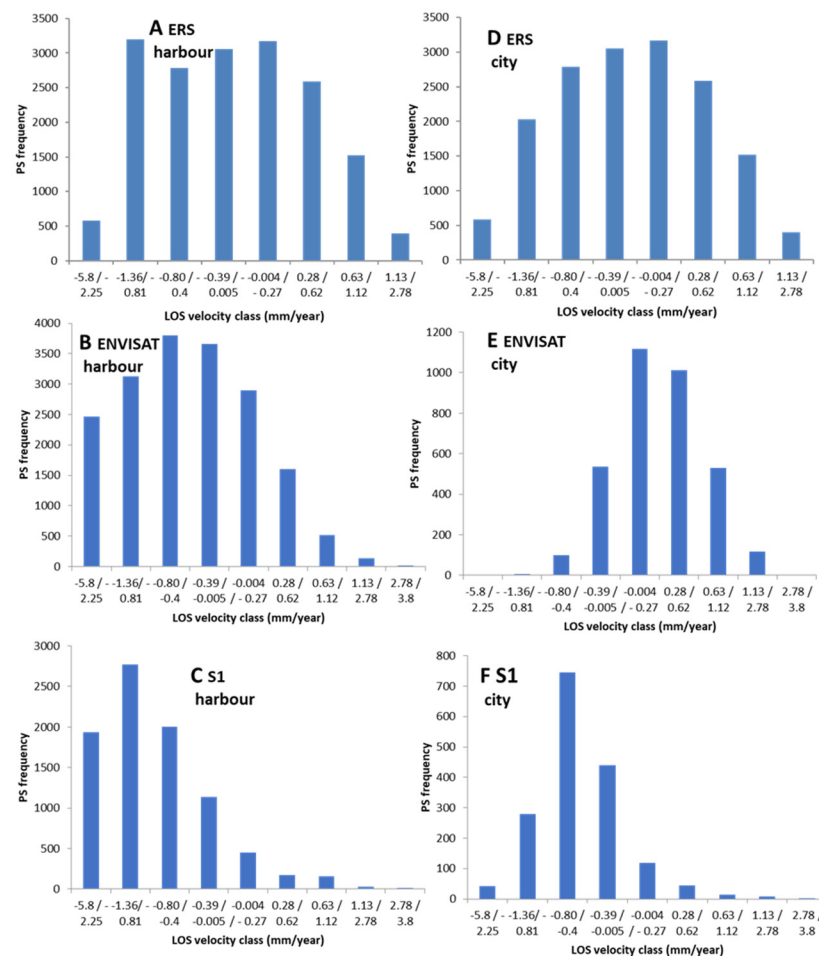 A ERS
harbour
3500
3000
2500
2000
1500
1000
500
0
PS frequency
-5.8 / - -1.36/ - -0.80 / - -0.39 / - -0.004 / 0.28 / 0.63 / 1.13 /
2.25 0.81 0.4 0.005 - 0.27 0.62 1.12 2.78
LOS velocity class (mm/year)
D ERS
city
3500
3000
2500
2000
1500
1000
500
0
PS frequency
-5.8 / - -1.36/ - -0.80 / - -0.39 / - -0.004 / 0.28 / 0.63 / 1.13 /
2.25 0.81 0.4 0.005 - 0.27 0.62 1.12 2.78
LOS velocity class (mm/year)
B ENVISAT
harbour
4000
3500
3000
2500
2000
1500
1000
500
0
PS frequency
-5.8 / - -1.36/ - -0.80 / -0.39 / -0.004 0.28 / 0.63 / 1.13 / 2.78 /
2.25 0.81 -0.4 -0.005 / - 0.27 0.62 1.12 2.78 3.8
LOS velocity class (mm/year)
E ENVISAT
city
1200
1000
800
600
400
200
0
PS frequency
-5.8 / - -1.36/ - -0.80 / -0.39 / -0.004 0.28 / 0.63 / 1.13 / 2.78 /
2.25 0.81 -0.4 -0.005 / - 0.27 0.62 1.12 2.78 3.8
LOS velocity class (mm/year)
C S1
harbour
3000
2500
2000
1500
1000
500
0
PS frequency
-5.8 / - -1.36/ - -0.80 / -0.39 / -0.004 0.28 / 0.63 / 1.13 / 2.78 /
2.25 0.81 -0.4 -0.005 / - 0.27 0.62 1.12 2.78 3.8
LOS velocity class (mm/year)
F S1
city
800
700
600
500
400
300
200
100
0
PS frequency
-5.8 / - -1.36/ - -0.80 / -0.39 / -0.004 0.28 / 0.63 / 1.13 / 2.78 /
2.25 0.81 -0.4 -0.005 / - 0.27 0.62 1.12 2.78 3.8
LOS velocity class (mm/year)